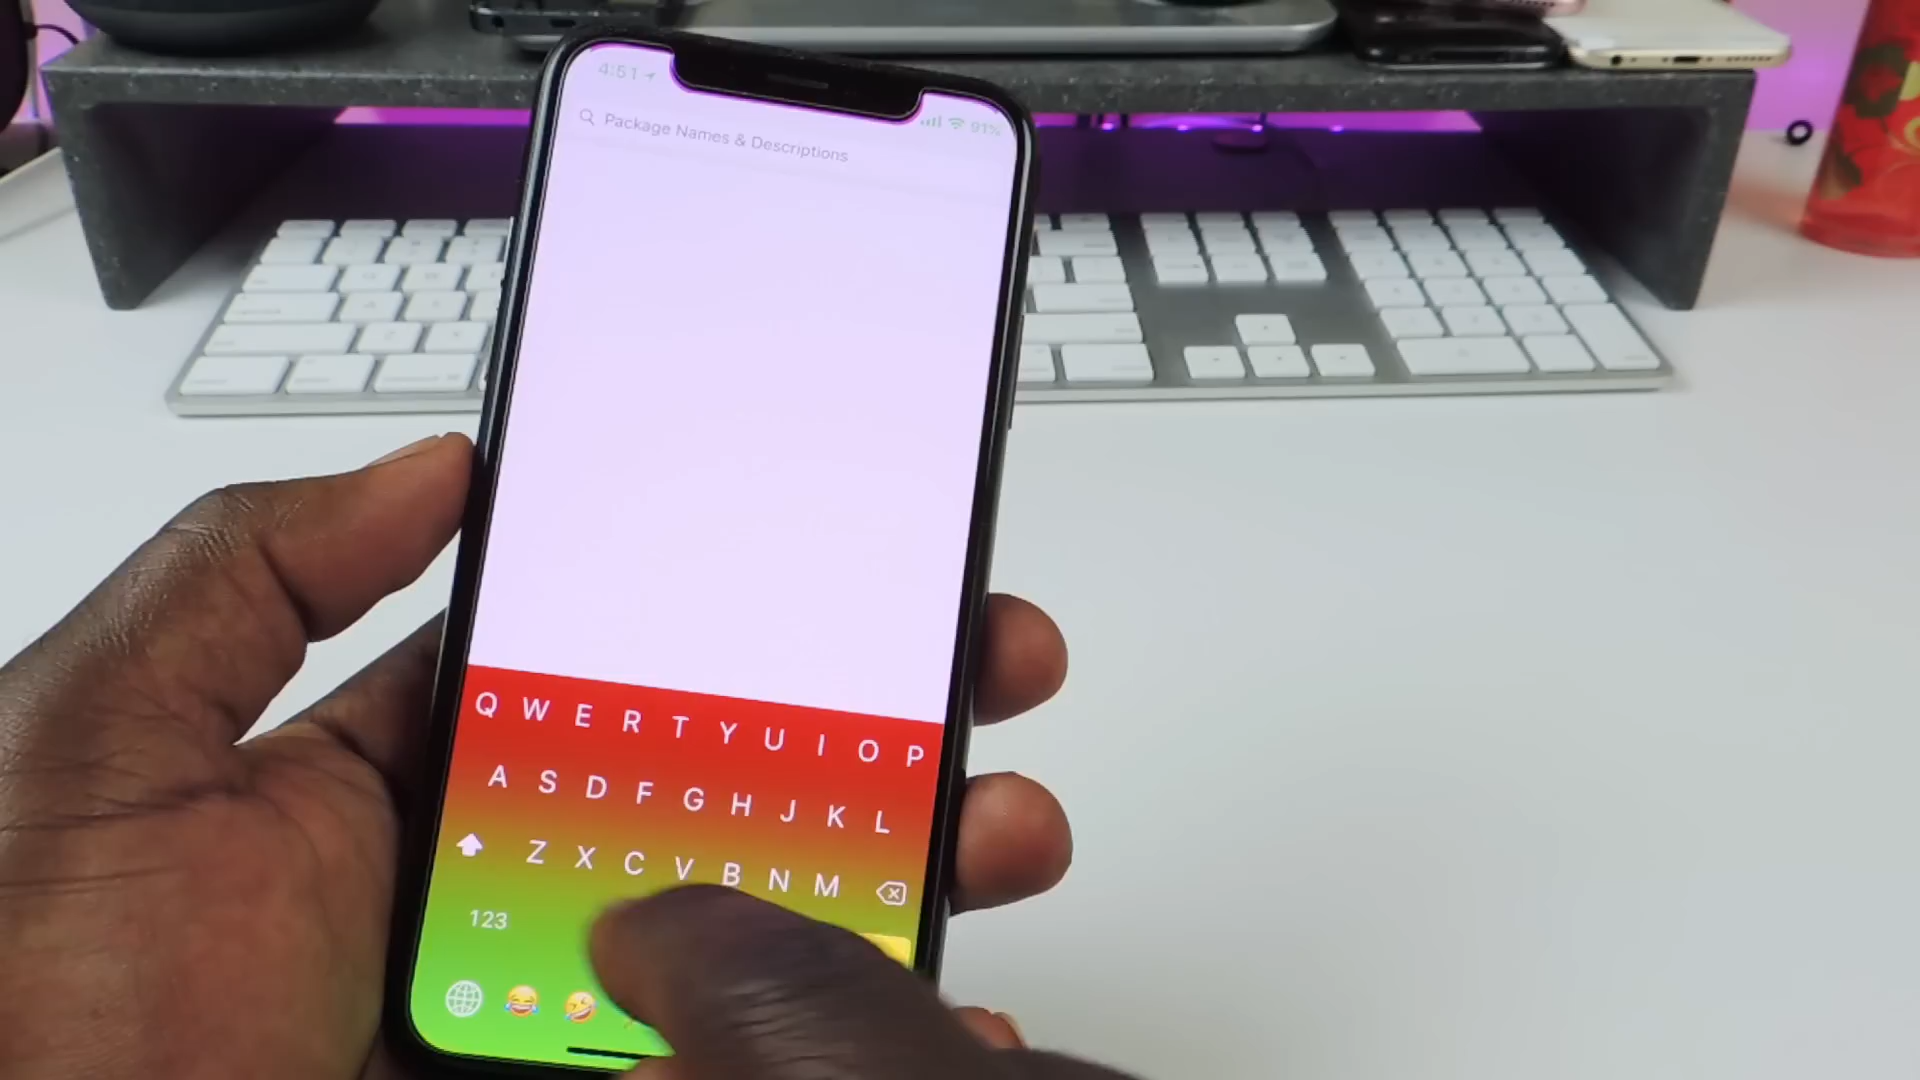 4:51
91%
Package Names & Descriptions
Q W E R T Y U I O P
A S D F G H J K L
Z X C V B N M
123